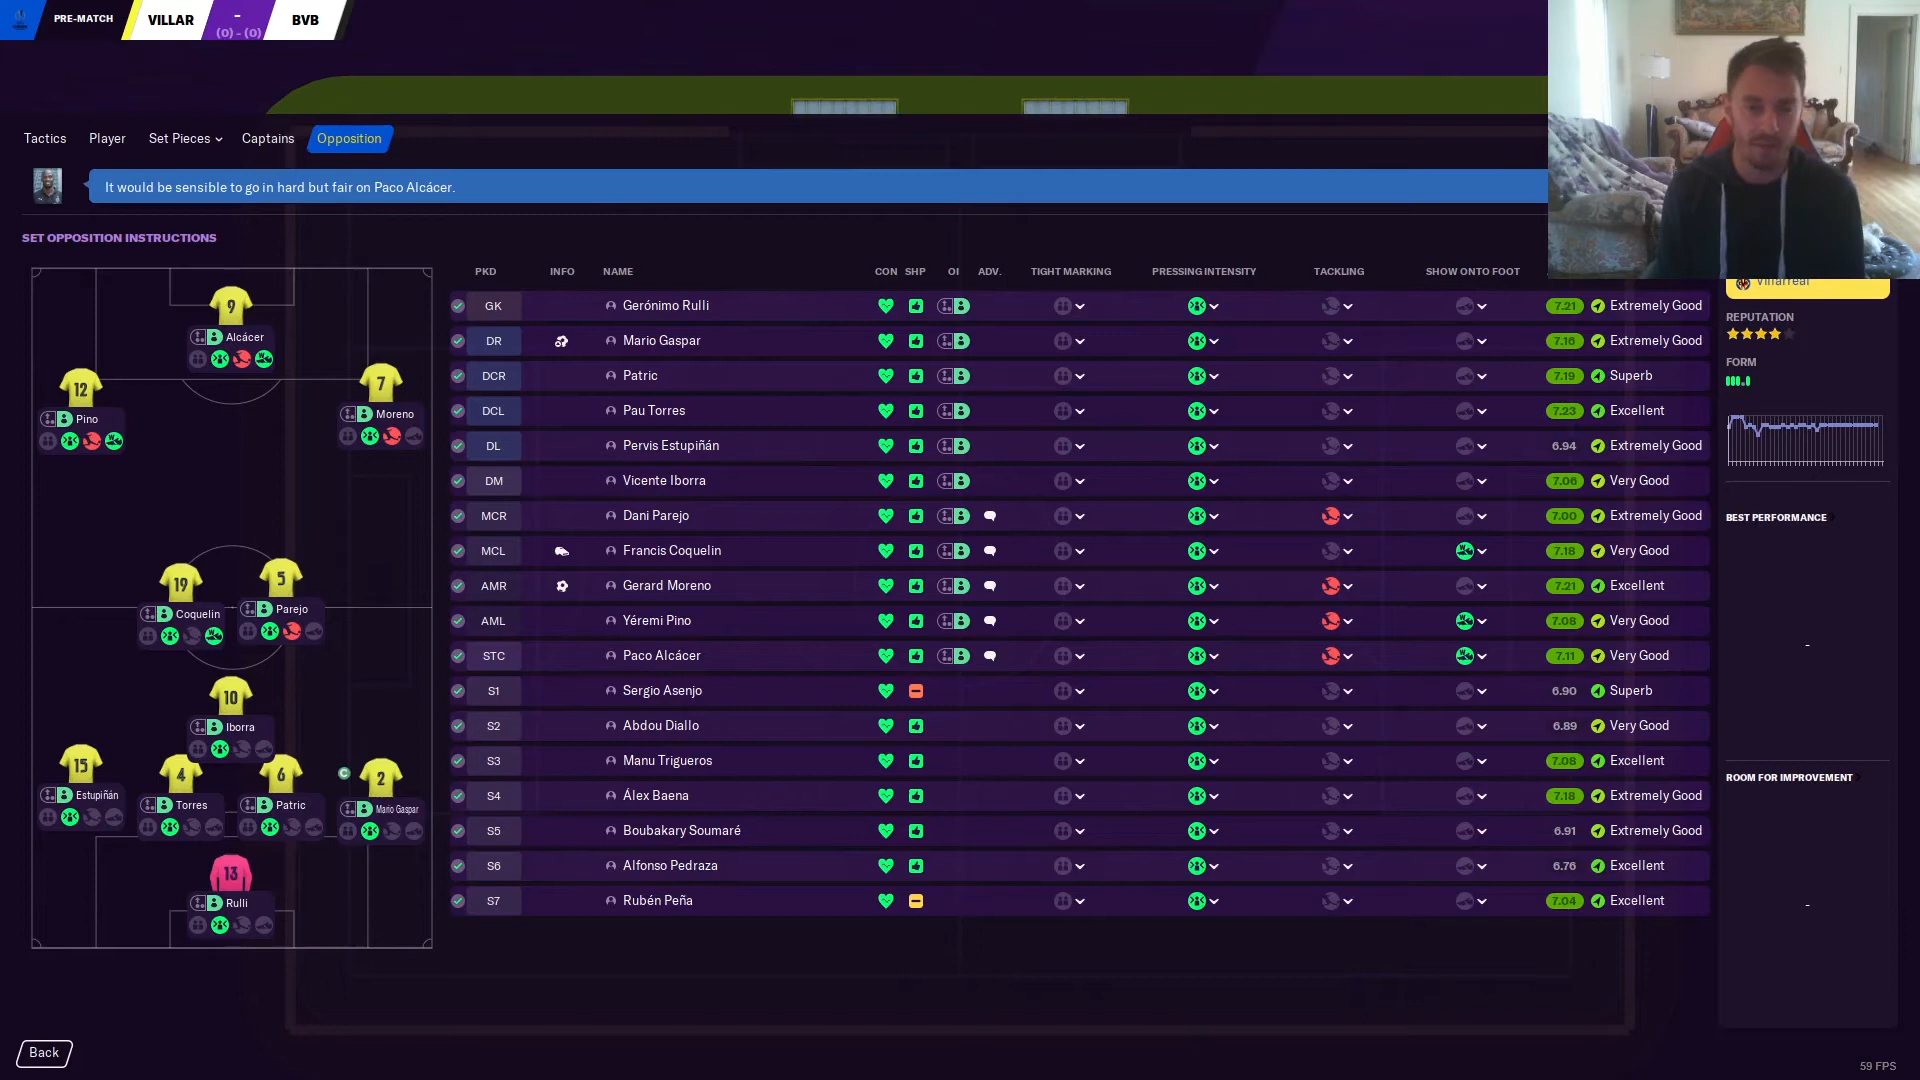 PRE-MATCH
VILLAR
-
(0) - (0)
BVB
Tactics
Player
Set Pieces
Captains
Opposition
It would be sensible to go in hard but fair on Paco Alcácer.
SET OPPOSITION INSTRUCTIONS
9
Alcácer
12
Pino
7
Moreno
19
Coquelin
5
Parejo
10
Iborra
15
Estupiñán
4
Torres
6
Patric
C
2
Mario Gaspar
13
Rulli
PKD INFO NAME CON SHP OI ADV. TIGHT MARKING PRESSING INTENSITY TACKLING SHOW ONTO FOOT
GK Gerónimo Rulli 7.21 Extremely Good
DR Mario Gaspar 7.16 Extremely Good
DCR Patric 7.19 Superb
DCL Pau Torres 7.23 Excellent
DL Pervis Estupiñán 6.94 Extremely Good
DM Vicente Iborra 7.06 Very Good
MCR Dani Parejo 7.00 Extremely Good
MCL Francis Coquelin 7.18 Very Good
AMR Gerard Moreno 7.21 Excellent
AML Yéremi Pino 7.08 Very Good
STC Paco Alcácer 7.11 Very Good
S1 Sergio Asenjo 6.90 Superb
S2 Abdou Diallo 6.89 Very Good
S3 Manu Trigueros 7.08 Excellent
S4 Álex Baena 7.18 Extremely Good
S5 Boubakary Soumaré 6.91 Extremely Good
S6 Alfonso Pedraza 6.76 Excellent
S7 Rubén Peña 7.04 Excellent
Villarreal
REPUTATION
FORM
BEST PERFORMANCE
-
ROOM FOR IMPROVEMENT
-
Back
59 FPS